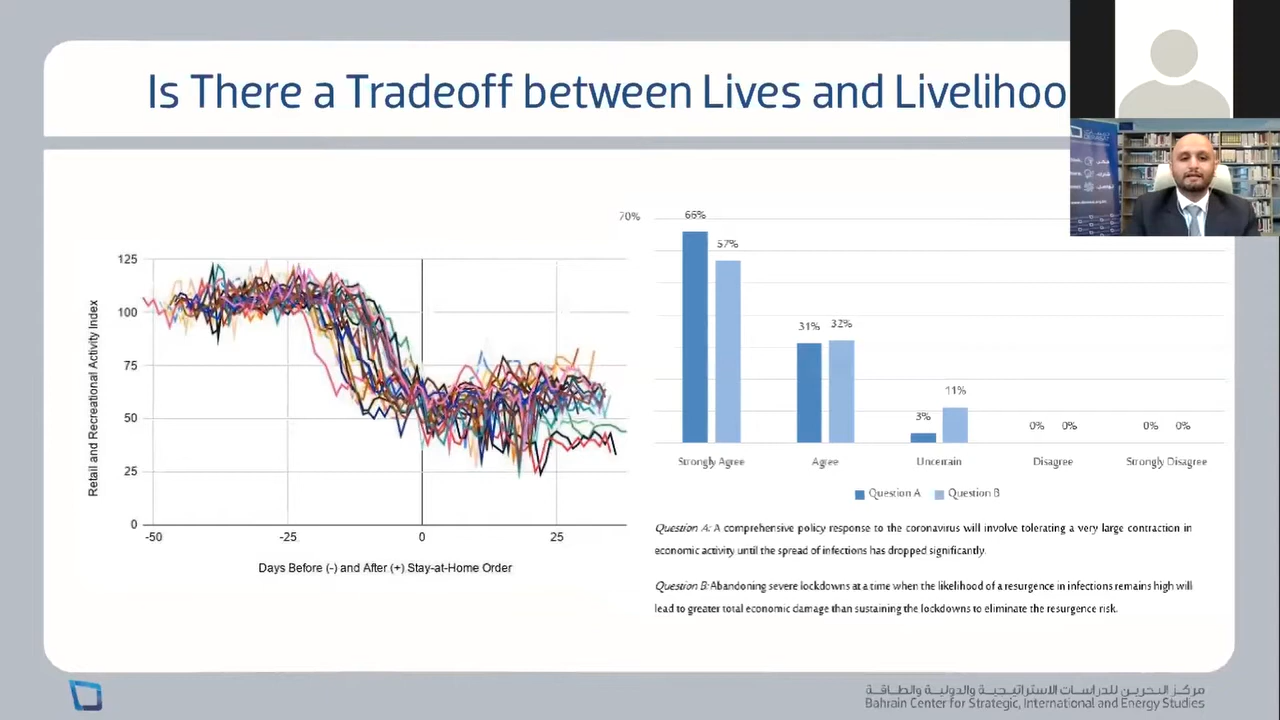 Is There a Tradeoff between Lives and Livelihoo
70%
66%
57%
31%
32%
3%
11%
0%
0%
0%
0%
Strongly Agree
Agree
Uncertain
Disagree
Strongly Disagree
Question A
Question B
125
100
75
50
25
0
-50
-25
0
25
Retail and Recreational Activity Index
Days Before (-) and After (+) Stay-at-Home Order
Question A: A comprehensive policy response to the coronavirus will involve tolerating a very large contraction in
economic activity until the spread of infections has dropped significantly.
Question B: Abandoning severe lockdowns at a time when the likelihood of a resurgence in infections remains high will
lead to greater total economic damage than sustaining the lockdowns to eliminate the resurgence risk.
مركز البحرين للدراسات الاستراتيجية والدولية والطاقة
Bahrain Center for Strategic, International and Energy Studies